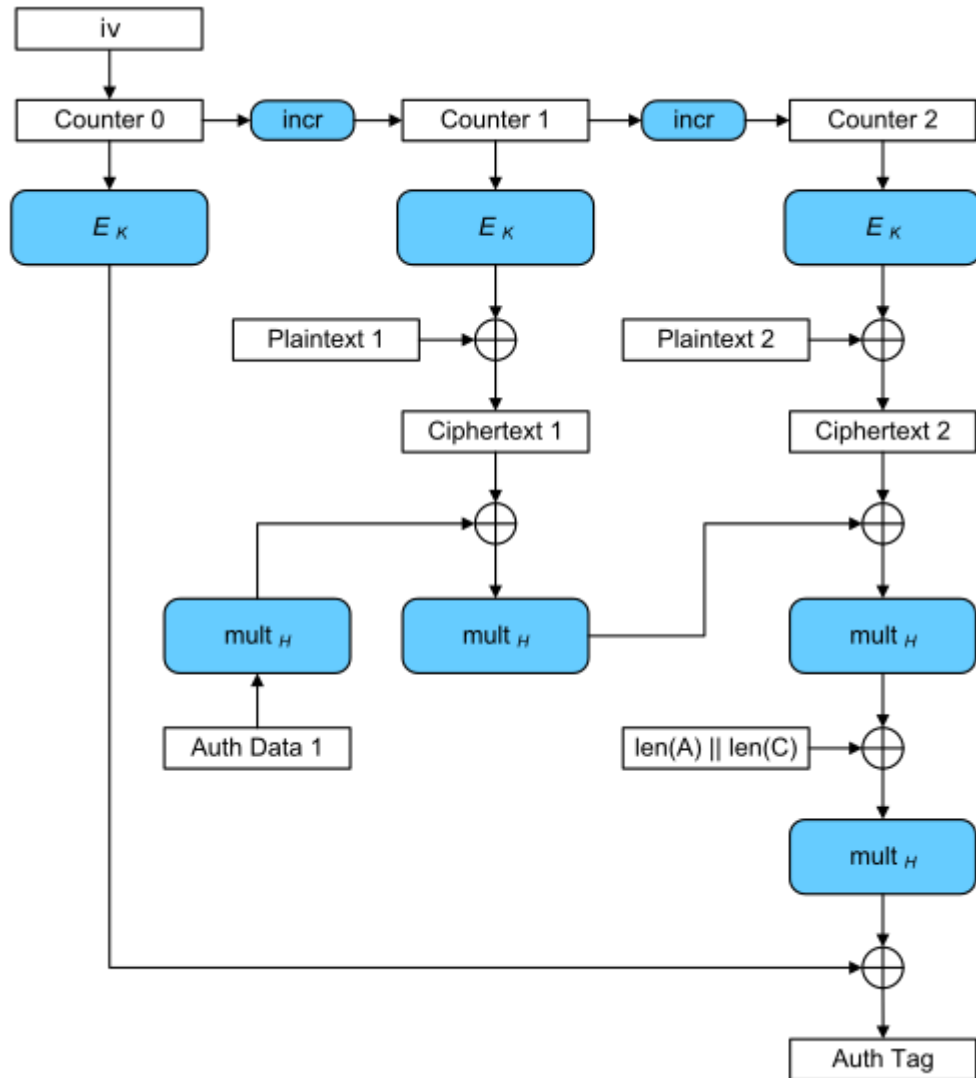 iv
Counter 0
incr
Counter 1
incr
Counter 2
E K
E K
E K
Plaintext 1
Plaintext 2
Ciphertext 1
Ciphertext 2
mult H
mult H
mult H
Auth Data 1
len(A) || len(C)
mult H
Auth Tag